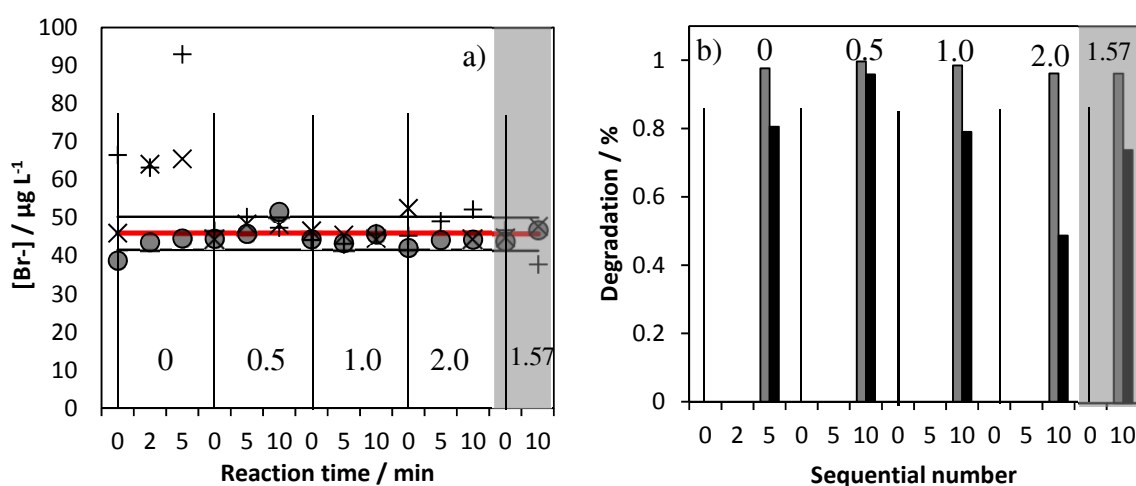 a)
100
90
80
70
60
50
40
30
20
10
0
[Br-] / µg L-1
0 0.5 1.0 2.0 1.57
0 2 5 0 5 10 0 5 10 0 5 10 0 10
Reaction time / min
b) 0 0.5 1.0 2.0 1.57
1
0.8
0.6
0.4
0.2
0
Degradation / %
0 2 5 0 5 10 0 5 10 0 5 10 0 10
Sequential number